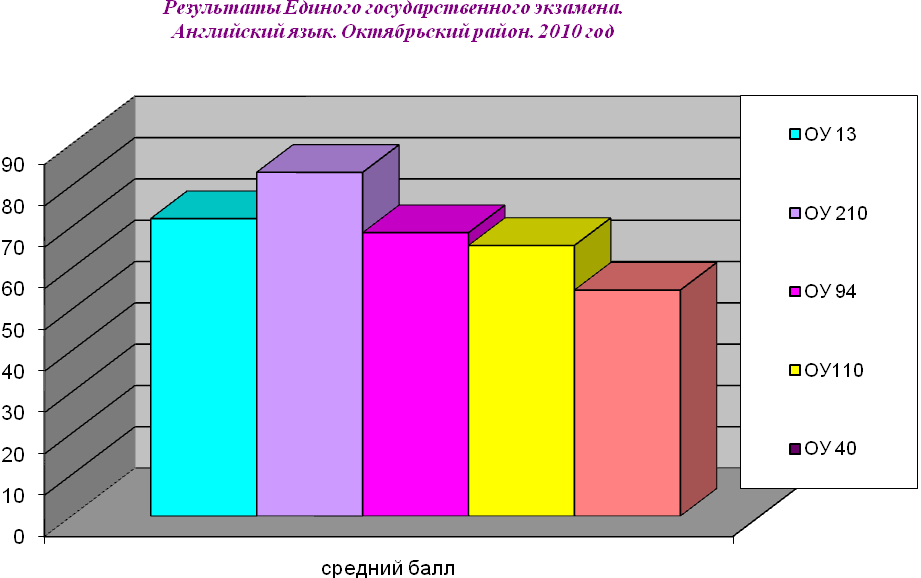 Результаты Единого государственного экзамена.
Английский язык. Октябрьский район. 2010 год
90
80
70
60
50
40
30
20
10
0
средний балл
ОУ 13
ОУ 210
ОУ 94
ОУ110
ОУ 40